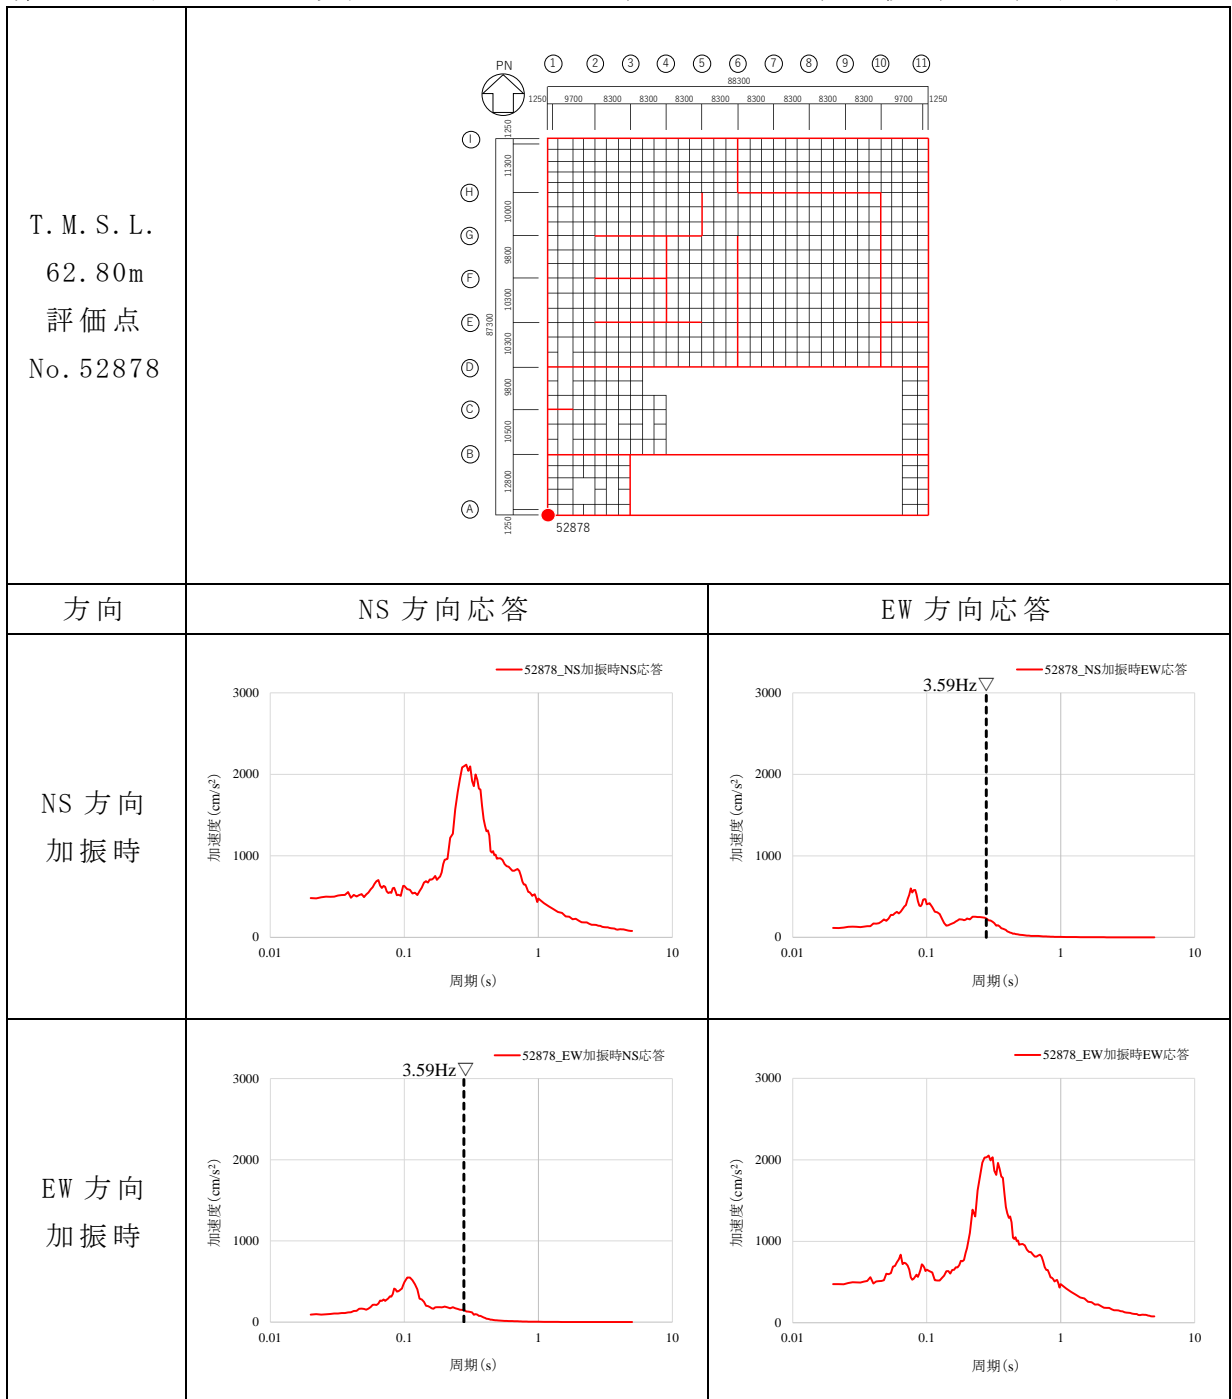 PN
1 2 3 4 5 6 7 8 9 10 11
88300
1250 9700 8300 8300 8300 8300 8300 8300 8300 8300 9700 1250
I
H
G
F
E
D
C
B
A
1250
11300
10000
9800
10300
10300
9800
10500
12800
1250
87300
52878
T.M.S.L.
62.80m
評価点
No.52878
方向
NS 方向応答
EW 方向応答
NS 方向
加振時
52878_NS加振時NS応答
3000
2000
1000
0
0.01 0.1 1 10
加速度(cm/s²)
周期(s)
52878_NS加振時EW応答
3.59Hz▽
3000
2000
1000
0
0.01 0.1 1 10
加速度(cm/s²)
周期(s)
EW 方向
加振時
52878_EW加振時NS応答
3.59Hz▽
3000
2000
1000
0
0.01 0.1 1 10
加速度(cm/s²)
周期(s)
52878_EW加振時EW応答
3000
2000
1000
0
0.01 0.1 1 10
加速度(cm/s²)
周期(s)